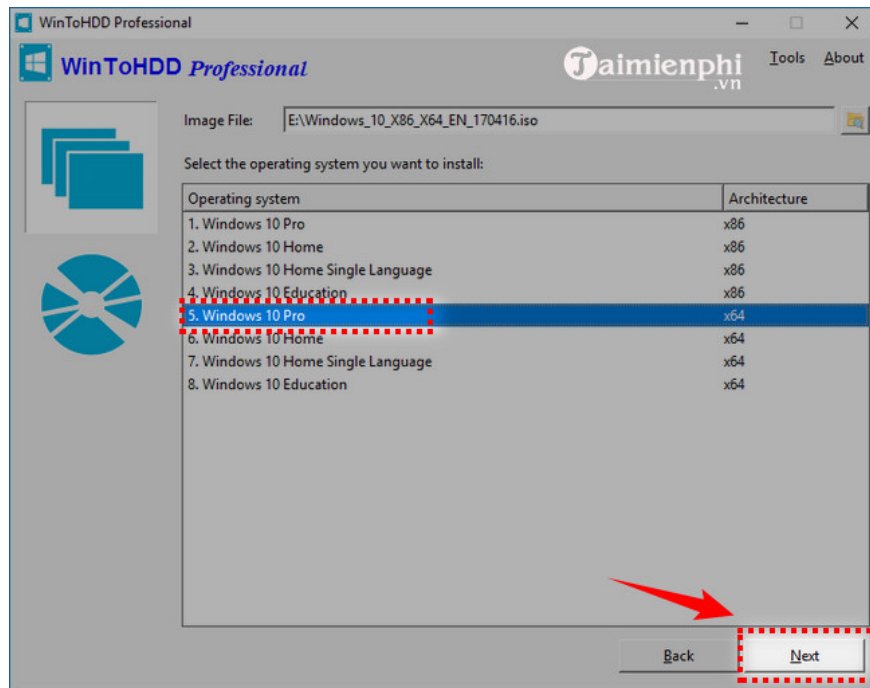 WinToHDD Professional
WinToHDD Professional
Taimienphi
.vn
Tools About
Image File: E:\Windows_10_X86_X64_EN_170416.iso
Select the operating system you want to install:
Operating system Architecture
1. Windows 10 Pro x86
2. Windows 10 Home x86
3. Windows 10 Home Single Language x86
4. Windows 10 Education x86
5. Windows 10 Pro x64
6. Windows 10 Home x64
7. Windows 10 Home Single Language x64
8. Windows 10 Education x64
Back Next